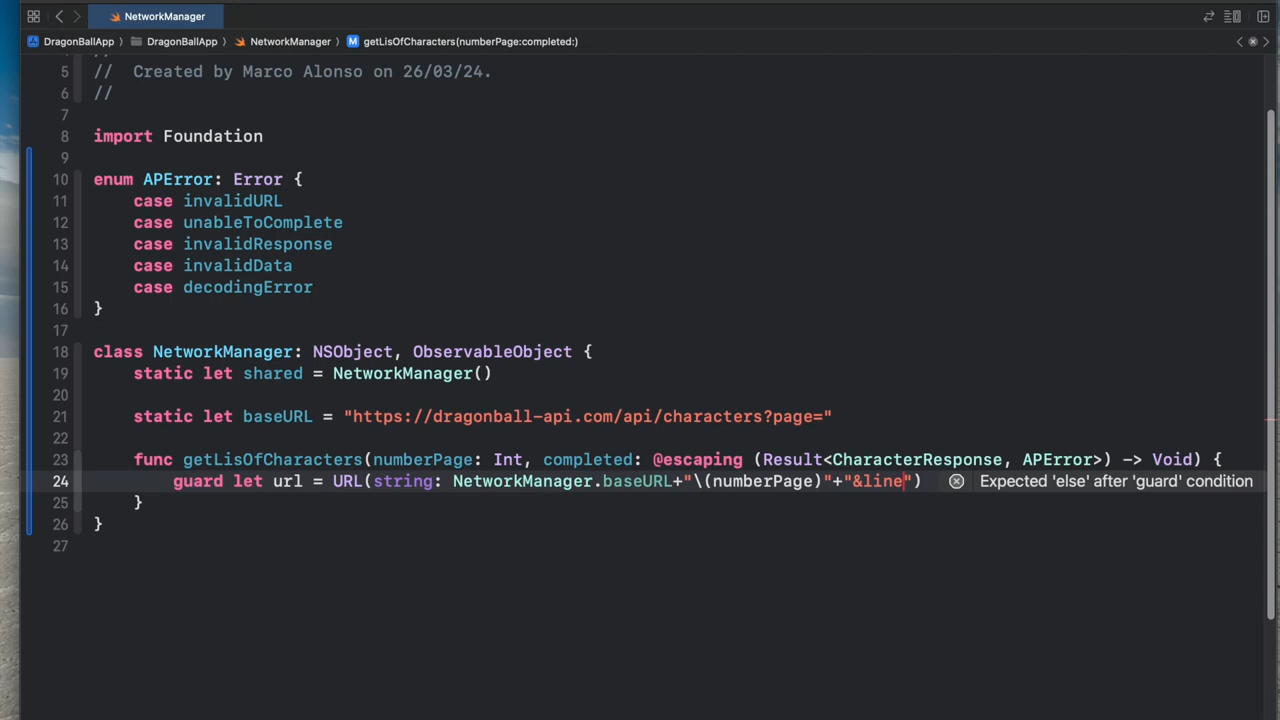 NetworkManager
DragonBallApp 〉 DragonBallApp 〉 NetworkManager 〉 M getLisOfCharacters(numberPage:completed:)
5 // Created by Marco Alonso on 26/03/24.
6 //
7
8 import Foundation
9
10 enum APError: Error {
11 case invalidURL
12 case unableToComplete
13 case invalidResponse
14 case invalidData
15 case decodingError
16 }
17
18 class NetworkManager: NSObject, ObservableObject {
19 static let shared = NetworkManager()
20
21 static let baseURL = "https://dragonball-api.com/api/characters?page="
22
23 func getLisOfCharacters(numberPage: Int, completed: @escaping (Result<CharacterResponse, APError>) -> Void) {
24 guard let url = URL(string: NetworkManager.baseURL+"\(numberPage)"+"&line") Expected 'else' after 'guard' condition
25 }
26 }
27